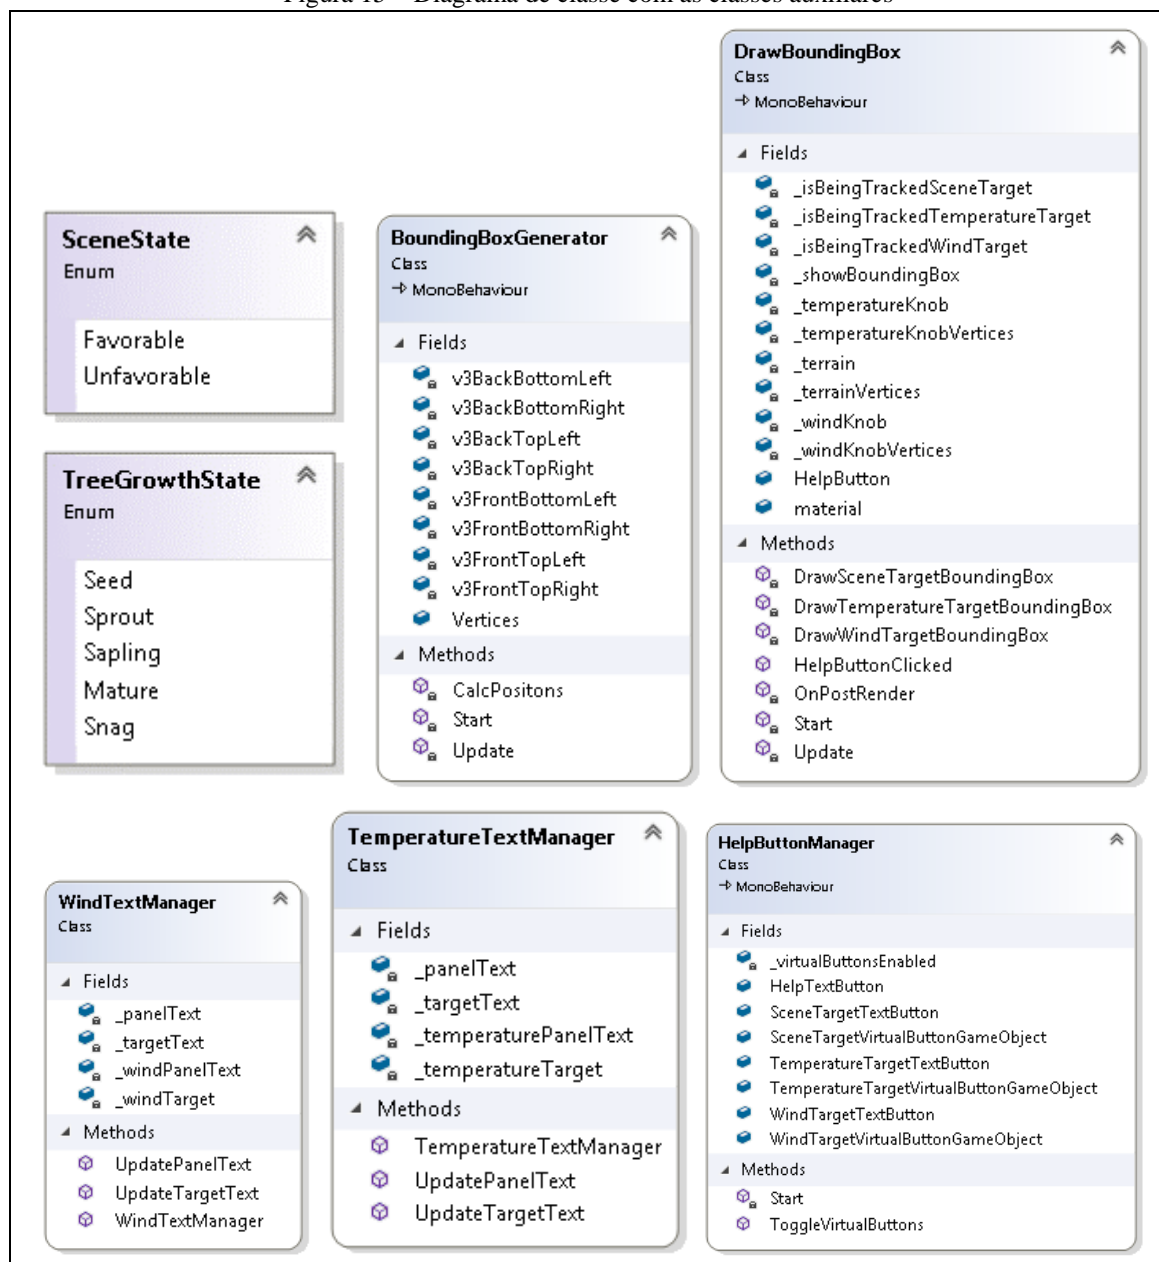 Figura 13 – Diagrama de classe com as classes auxiliares
DrawBoundingBox
Class
MonoBehaviour
Fields
_isBeingTrackedSceneTarget
_isBeingTrackedTemperatureTarget
_isBeingTrackedWindTarget
_showBoundingBox
_temperatureKnob
_temperatureKnobVertices
_terrain
_terrainVertices
_windKnob
_windKnobVertices
HelpButton
material
Methods
DrawSceneTargetBoundingBox
DrawTemperatureTargetBoundingBox
DrawWindTargetBoundingBox
HelpButtonClicked
OnPostRender
Start
Update
SceneState
Enum
Favorable
Unfavorable
TreeGrowthState
Enum
Seed
Sprout
Sapling
Mature
Snag
BoundingBoxGenerator
Class
MonoBehaviour
Fields
v3BackBottomLeft
v3BackBottomRight
v3BackTopLeft
v3BackTopRight
v3FrontBottomLeft
v3FrontBottomRight
v3FrontTopLeft
v3FrontTopRight
Vertices
Methods
CalcPositons
Start
Update
WindTextManager
Class
Fields
_panelText
_targetText
_windPanelText
_windTarget
Methods
UpdatePanelText
UpdateTargetText
WindTextManager
TemperatureTextManager
Class
Fields
_panelText
_targetText
_temperaturePanelText
_temperatureTarget
Methods
TemperatureTextManager
UpdatePanelText
UpdateTargetText
HelpButtonManager
Class
MonoBehaviour
Fields
_virtualButtonsEnabled
HelpTextButton
SceneTargetTextButton
SceneTargetVirtualButtonGameObject
TemperatureTargetTextButton
TemperatureTargetVirtualButtonGameObject
WindTargetTextButton
WindTargetVirtualButtonGameObject
Methods
Start
ToggleVirtualButtons